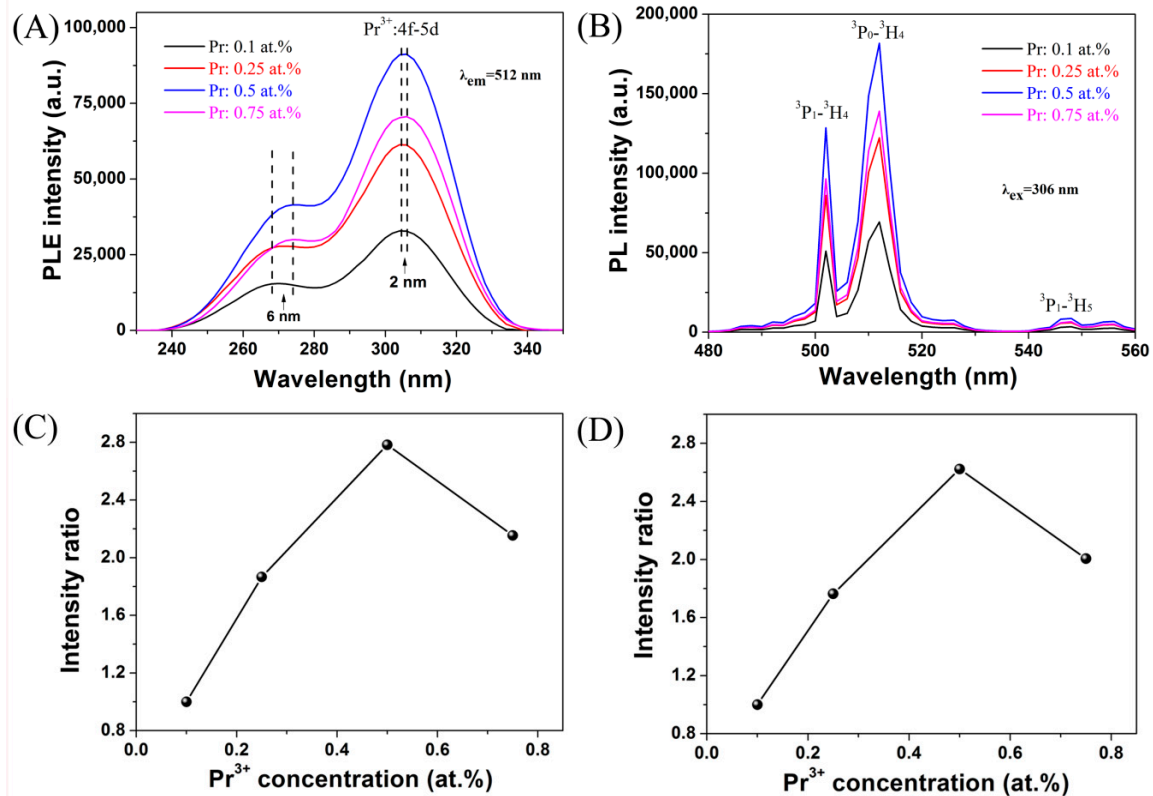 (A)
Pr³⁺:4f-5d
Pr: 0.1 at.%
Pr: 0.25 at.%
Pr: 0.5 at.%
Pr: 0.75 at.%
λem=512 nm
100,000
75,000
50,000
25,000
0
PLE intensity (a.u.)
6 nm
2 nm
240 260 280 300 320 340
Wavelength (nm)
(B)
³P₀-³H₄
³P₁-³H₄
Pr: 0.1 at.%
Pr: 0.25 at.%
Pr: 0.5 at.%
Pr: 0.75 at.%
λex=306 nm
³P₁-³H₅
200,000
150,000
100,000
50,000
0
PL intensity (a.u.)
480 500 520 540 560
Wavelength (nm)
(C)
2.8
2.4
2.0
1.6
1.2
0.8
Intensity ratio
0.0 0.2 0.4 0.6 0.8
Pr³⁺ concentration (at.%)
(D)
2.8
2.4
2.0
1.6
1.2
0.8
Intensity ratio
0.0 0.2 0.4 0.6 0.8
Pr³⁺ concentration (at.%)